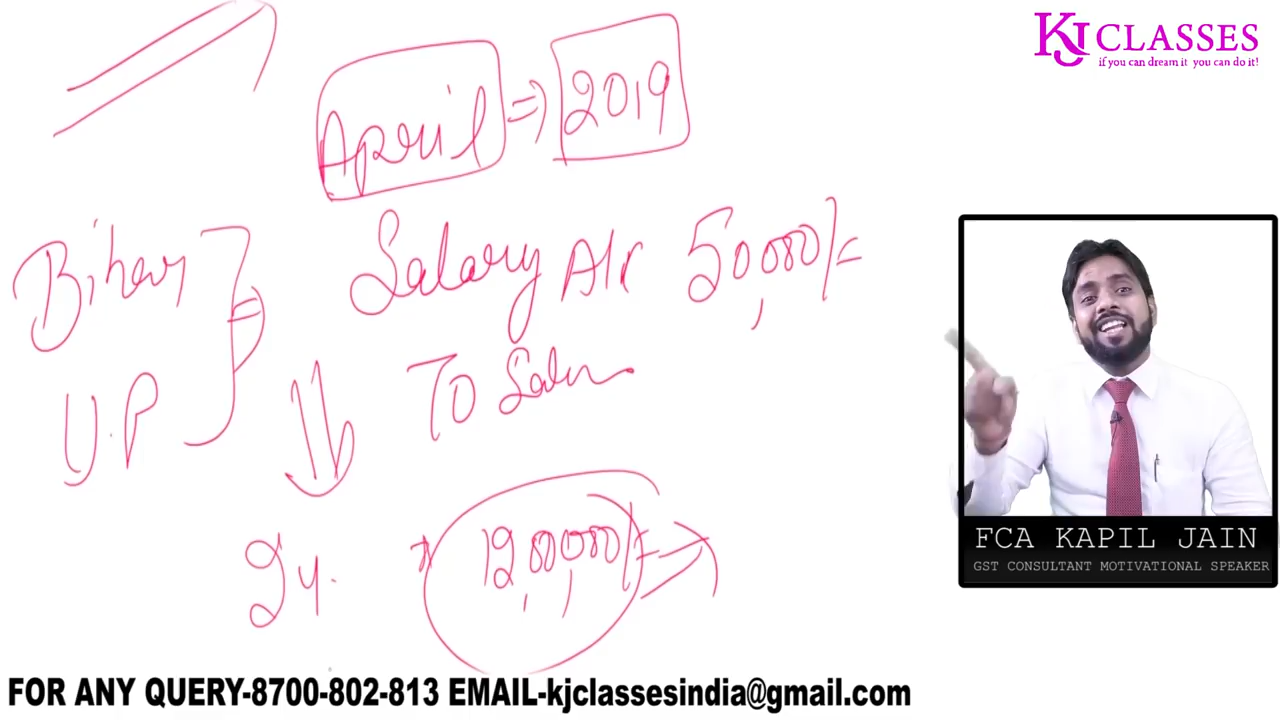 KJ CLASSES
if you can dream it you can do it!
April ⇒ 2019
Bihar
U.P
Salary A/c 50,000/=
To Sales
24. 12,00,000/=
FCA KAPIL JAIN
GST CONSULTANT MOTIVATIONAL SPEAKER
FOR ANY QUERY-8700-802-813 EMAIL-kjclassesindia@gmail.com